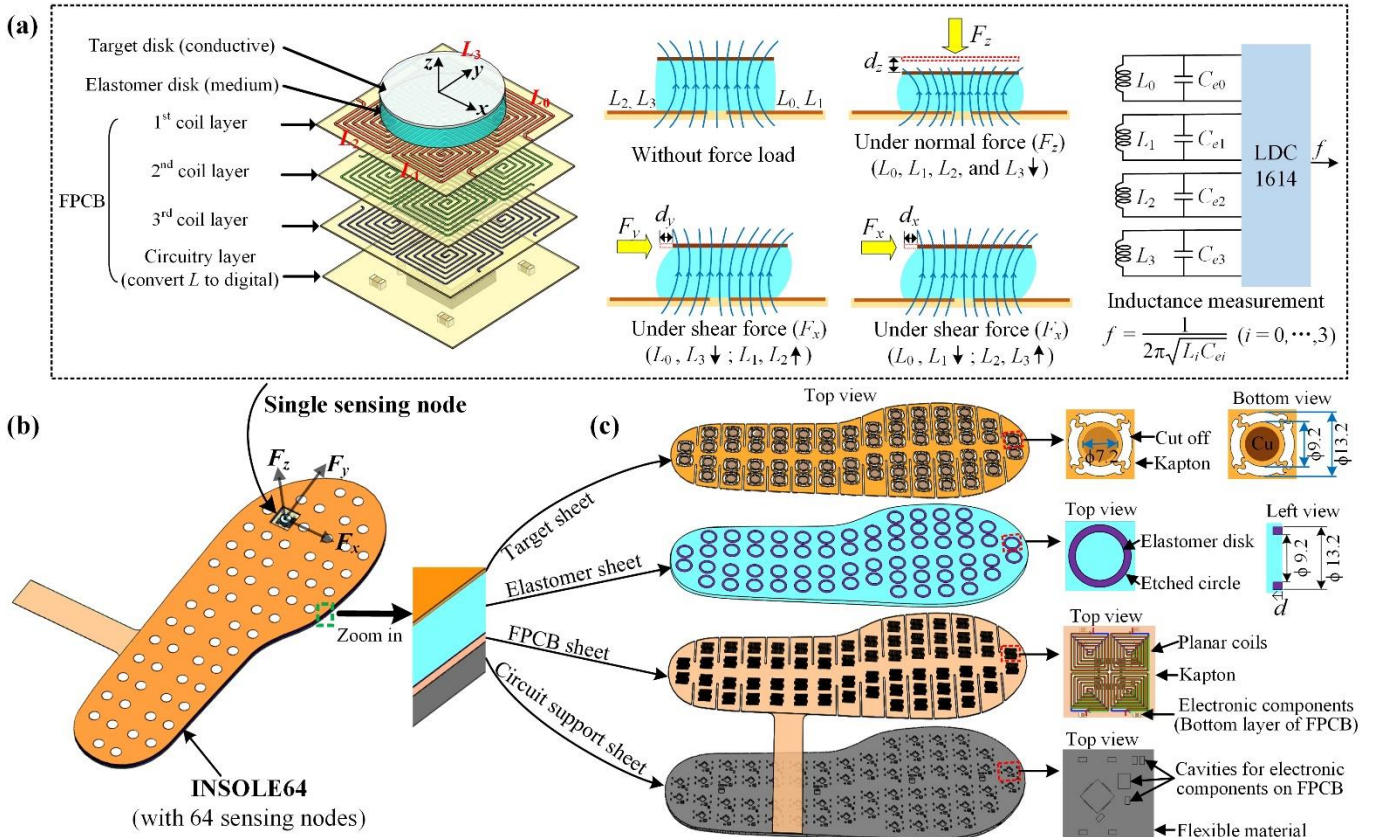 (a)
Target disk (conductive)
Elastomer disk (medium)
FPCB
1st coil layer
2nd coil layer
3rd coil layer
Circuitry layer
(convert L to digital)
L3
z
y
x
L0
L2
L1
L2, L3
L0, L1
Without force load
Fz
dz
Under normal force (Fz)
(L0, L1, L2, and L3↓)
Fy
dy
Under shear force (Fx)
(L0, L3↓; L1, L2↑)
Fx
dx
Under shear force (Fx)
(L0, L1↓; L2, L3↑)
L0
Ce0
L1
Ce1
L2
Ce2
L3
Ce3
LDC
1614
f
Inductance measurement
f = 1 / 2π√LiCei (i = 0,⋯,3)
(b)
Single sensing node
Fz
Fy
Fx
Zoom in
INSOLE64
(with 64 sensing nodes)
Target sheet
Elastomer sheet
FPCB sheet
Circuit support sheet
(c)
Top view
ϕ7.2
Cut off
Kapton
Bottom view
Cu
ϕ9.2
ϕ13.2
Top view
Elastomer disk
Etched circle
Left view
ϕ 9.2
ϕ 13.2
d
Top view
Planar coils
Kapton
Electronic components
(Bottom layer of FPCB)
Top view
Cavities for electronic
components on FPCB
Flexible material